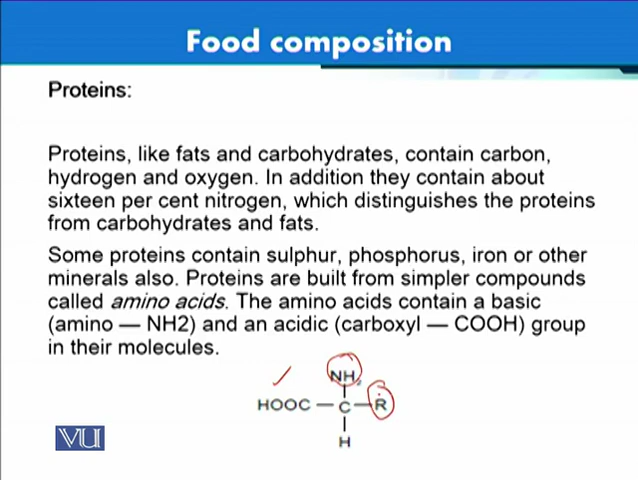 Food composition
Proteins:
Proteins, like fats and carbohydrates, contain carbon,
hydrogen and oxygen. In addition they contain about
sixteen per cent nitrogen, which distinguishes the proteins
from carbohydrates and fats.
Some proteins contain sulphur, phosphorus, iron or other
minerals also. Proteins are built from simpler compounds
called amino acids. The amino acids contain a basic
(amino — NH2) and an acidic (carboxyl — COOH) group
in their molecules.
NH2
HOOC — C — R
H
VU